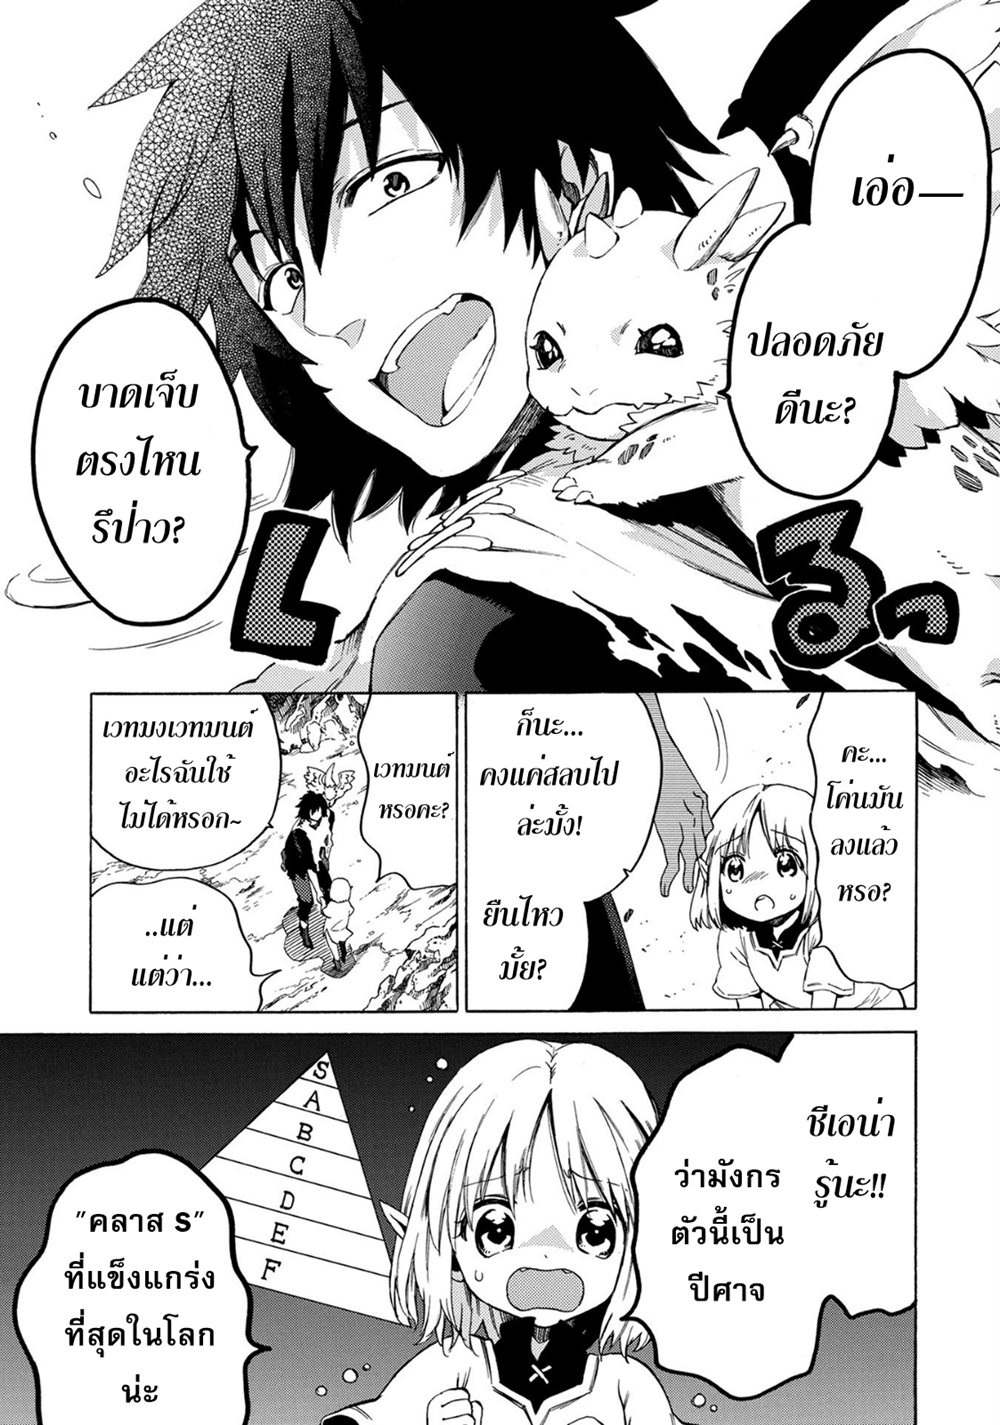 เอ่อ—
ปลอดภัย
ดีนะ?
บาดเจ็บ
ตรงไหน
รึป่าว?
คะ...
โค่นมัน
ลงแล้ว
หรอ?
ก็นะ...
คงแค่สลบไป
ล่ะมั้ง!
ยืนไหว
มั้ย?
เวทมนต์
หรอคะ?
เวทมงเวทมนต์
อะไรฉันใช้
ไม่ได้หรอก~
..แต่
แต่ว่า...
ชีเอน่า
รู้นะ!!
ว่ามังกร
ตัวนี้เป็น
ปีศาจ
"คลาส S"
ที่แข็งแกร่ง
ที่สุดในโลก
น่ะ
S
A
B
C
D
E
F